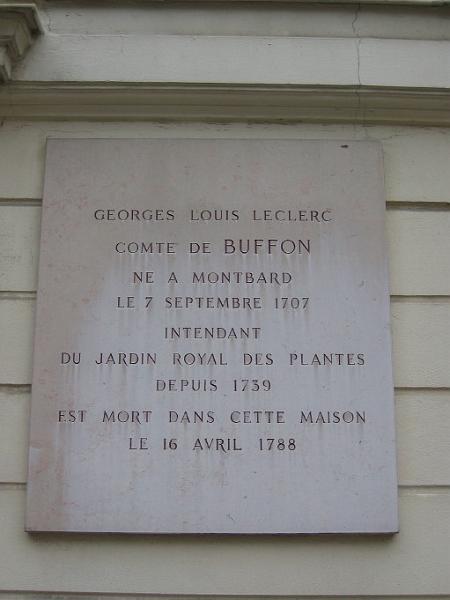 GEORGES LOUIS LECLERC
COMTE DE BUFFON
NE A MONTBARD
LE 7 SEPTEMBRE 1707
INTENDANT
DU JARDIN ROYAL DES PLANTES
DEPUIS 1739
EST MORT DANS CETTE MAISON
LE 16 AVRIL 1788